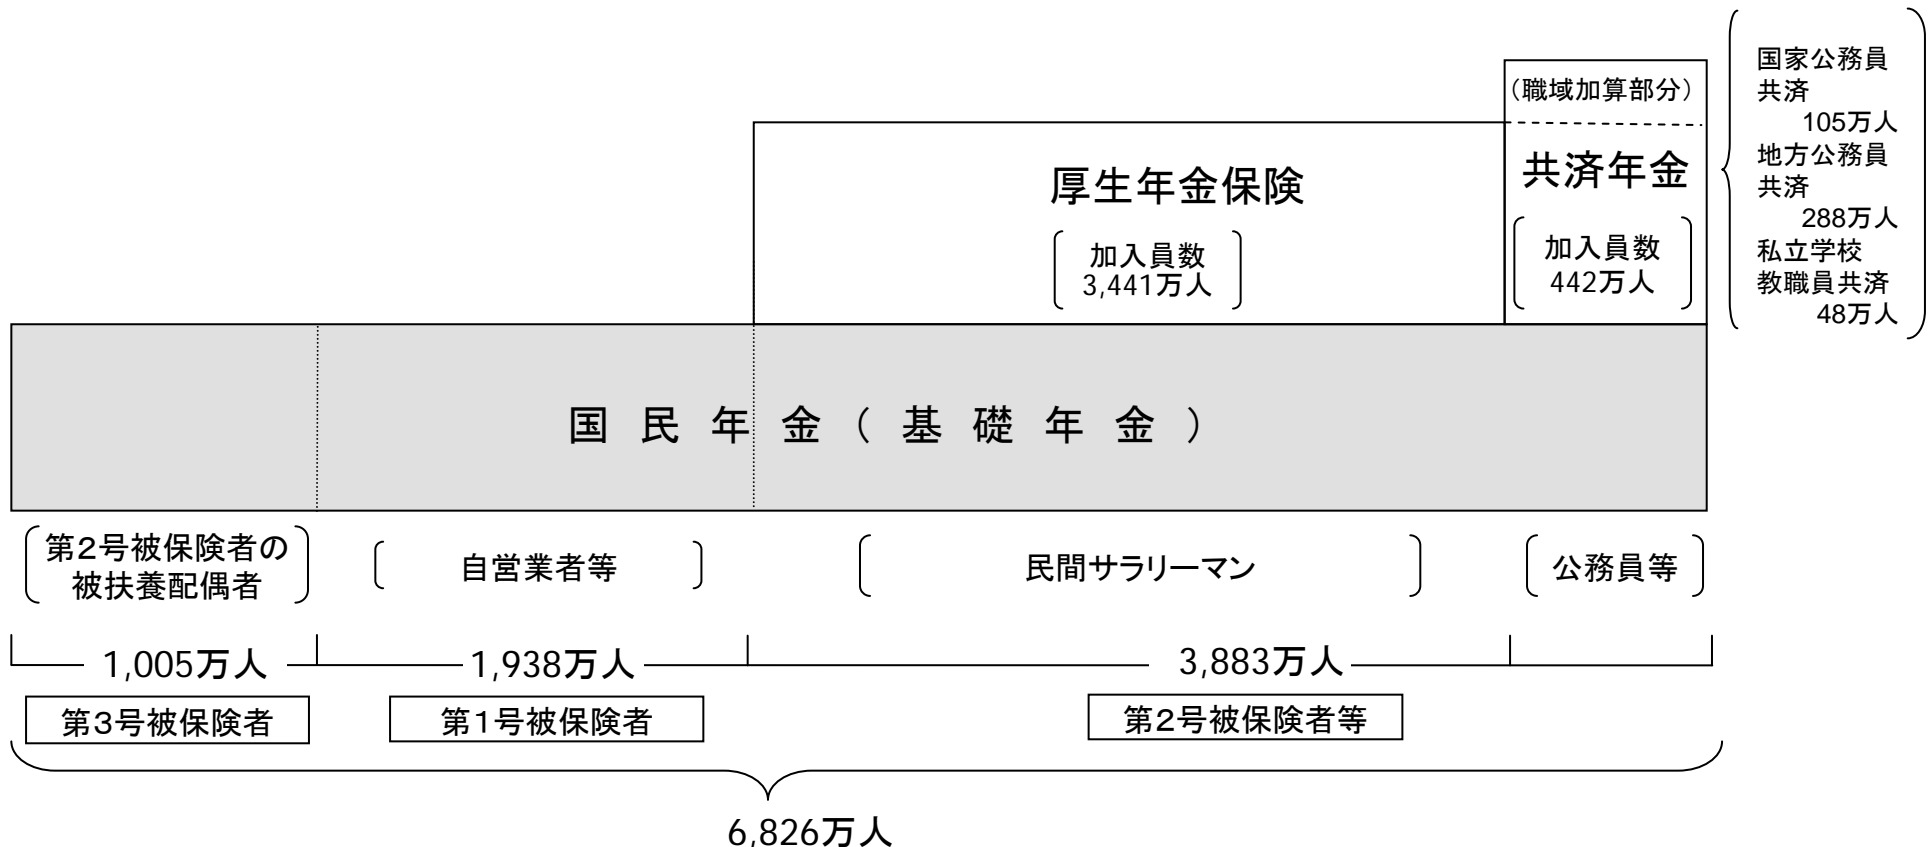 (職域加算部分)
厚生年金保険
加入員数
3,441万人
共済年金
加入員数
442万人
国家公務員
共済
105万人
地方公務員
共済
288万人
私立学校
教職員共済
48万人
国民年金(基礎年金)
第2号被保険者の
被扶養配偶者
自営業者等
民間サラリーマン
公務員等
1,005万人
1,938万人
3,883万人
第3号被保険者
第1号被保険者
第2号被保険者等
6,826万人